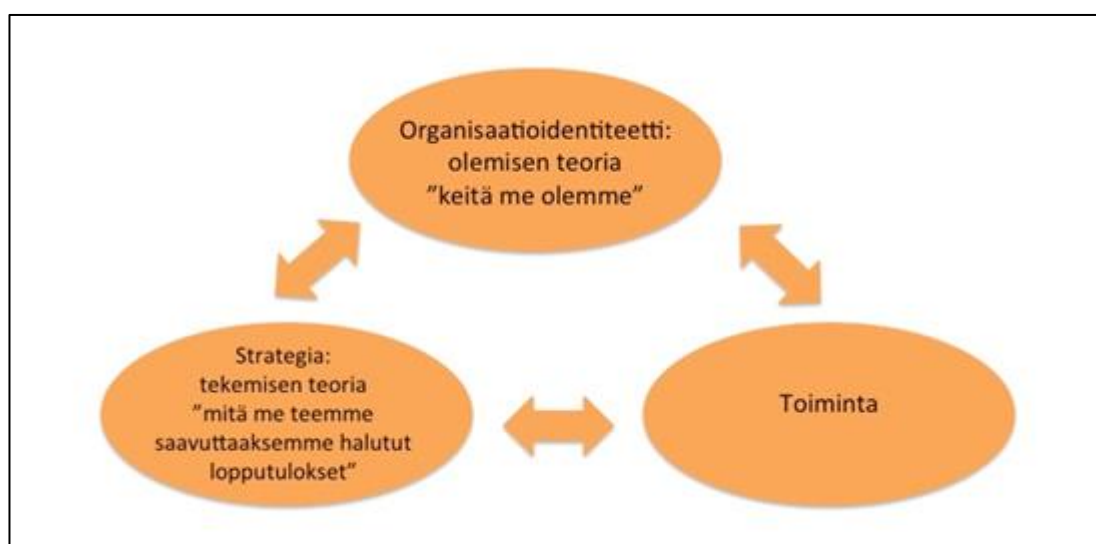 Organisaatioidentiteetti:
olemisen teoria
”keitä me olemme”
Strategia:
tekemisen teoria
”mitä me teemme
saavuttaaksemme halutut
lopputulokset”
Toiminta